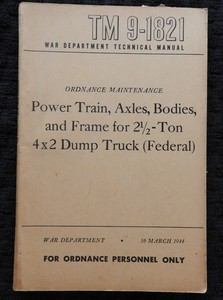 TM 9-1821
WAR DEPARTMENT TECHNICAL MANUAL
ORDNANCE MAINTENANCE
Power Train, Axles, Bodies,
and Frame for 2½-Ton
4x2 Dump Truck (Federal)
WAR DEPARTMENT • 18 MARCH 1944
FOR ORDNANCE PERSONNEL ONLY